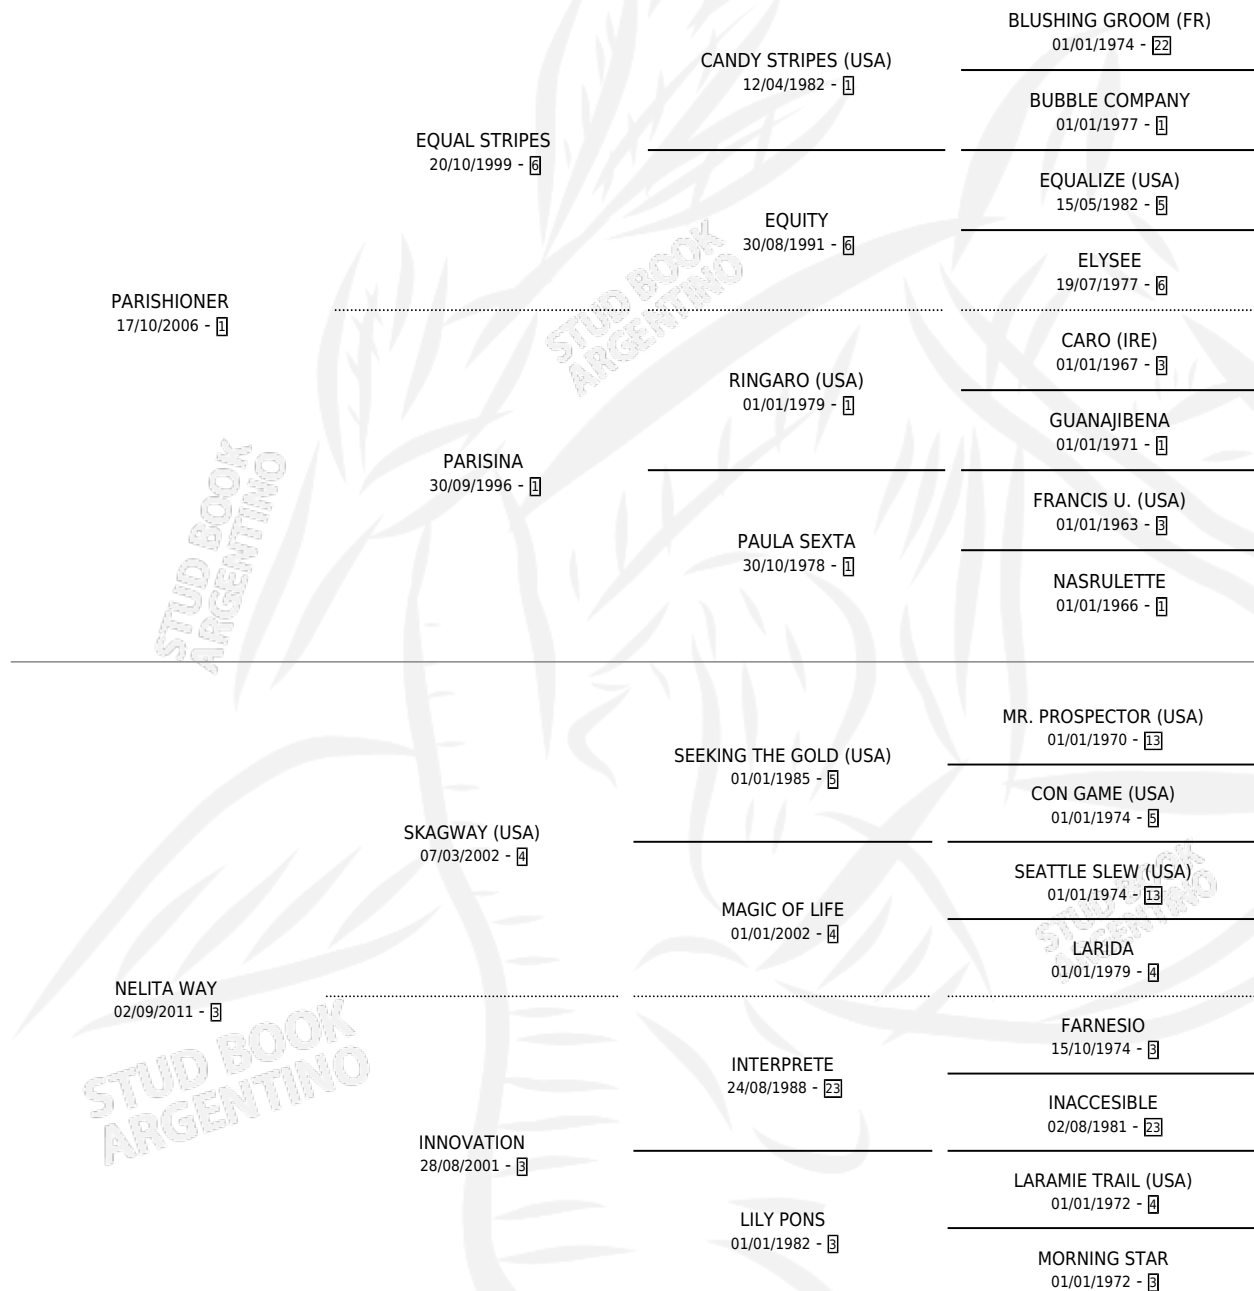 BLUSHING GROOM (FR)
01/01/1974 - 22
CANDY STRIPES (USA)
12/04/1982 - 1
BUBBLE COMPANY
01/01/1977 - 1
EQUAL STRIPES
20/10/1999 - 6
EQUALIZE (USA)
15/05/1982 - 5
EQUITY
30/08/1991 - 6
ELYSEE
19/07/1977 - 6
PARISHIONER
17/10/2006 - 1
CARO (IRE)
01/01/1967 - 3
RINGARO (USA)
01/01/1979 - 1
GUANAJIBENA
01/01/1971 - 1
PARISINA
30/09/1996 - 1
FRANCIS U. (USA)
01/01/1963 - 3
PAULA SEXTA
30/10/1978 - 1
NASRULETTE
01/01/1966 - 1
MR. PROSPECTOR (USA)
01/01/1970 - 13
SEEKING THE GOLD (USA)
01/01/1985 - 5
CON GAME (USA)
01/01/1974 - 5
SKAGWAY (USA)
07/03/2002 - 4
SEATTLE SLEW (USA)
01/01/1974 - 13
MAGIC OF LIFE
01/01/2002 - 4
LARIDA
01/01/1979 - 4
NELITA WAY
02/09/2011 - 3
FARNESIO
15/10/1974 - 3
INTERPRETE
24/08/1988 - 23
INACCESIBLE
02/08/1981 - 23
INNOVATION
28/08/2001 - 3
LARAMIE TRAIL (USA)
01/01/1972 - 4
LILY PONS
01/01/1982 - 3
MORNING STAR
01/01/1972 - 3
STUD BOOK
ARGENTINO
STUD BOOK
ARGENTINO
STUD BOOK
ARGENTINO
STUD BOOK
ARGENTINO